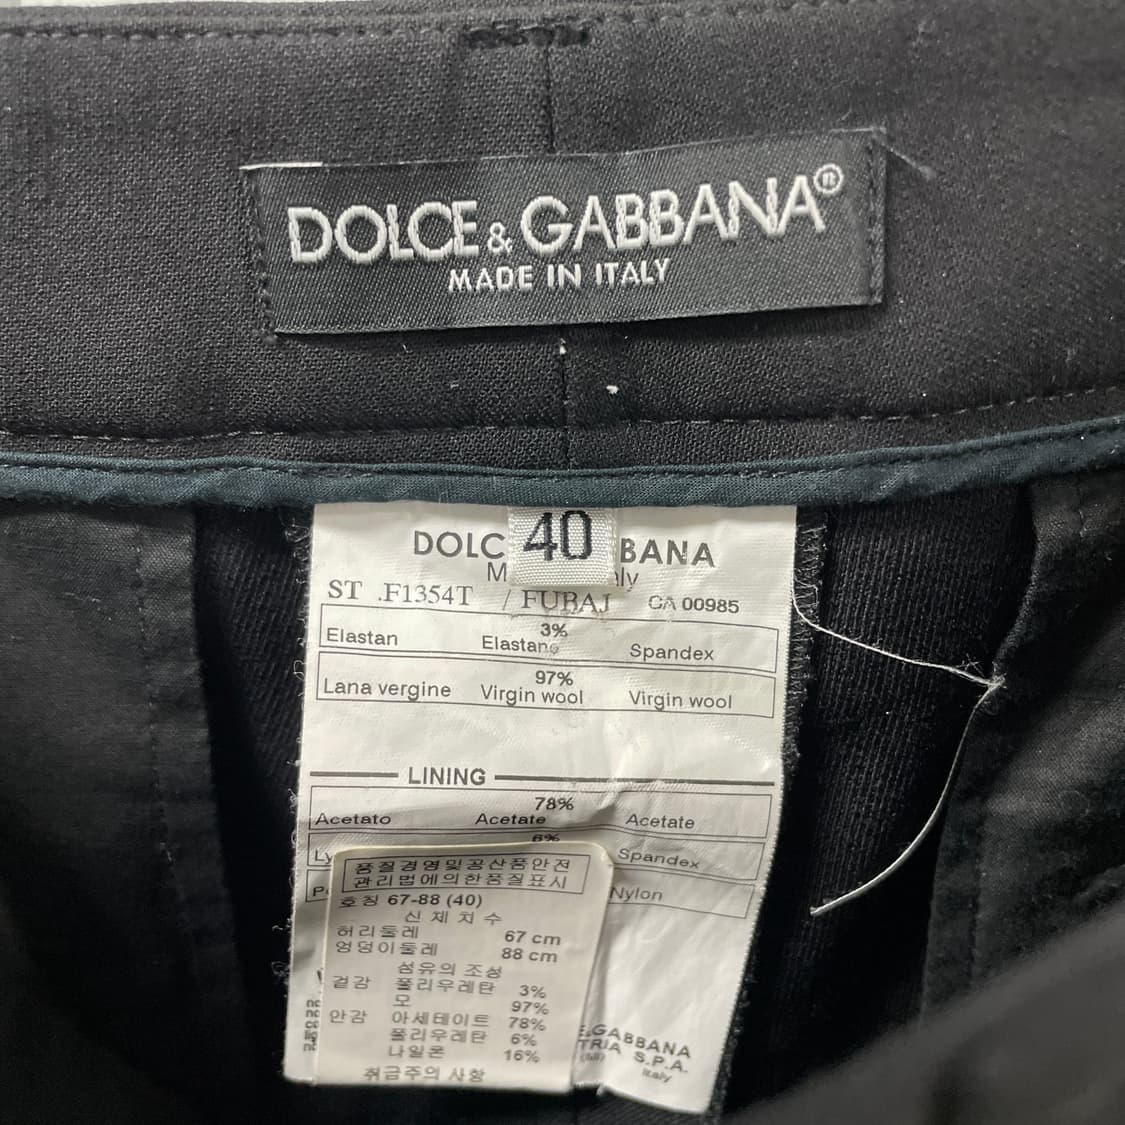 DOLCE & GABBANA®
MADE IN ITALY
40
DOLC BANA
M ly
ST .F1354T / FUBAJ CA 00985
3%
Elastan Elastane Spandex
97%
Lana vergine Virgin wool Virgin wool
LINING
78%
Acetato Acetate Acetate
6%
Ly Spandex
P Nylon
품질경영및공산품안전
관리법에의한품질표시
호칭 67-88 (40)
신체치수
허리둘레 67 cm
엉덩이둘레 88 cm
섬유의 조성
겉감 폴리우레탄 3%
모 97%
안감 아세테이트 78%
폴리우레탄 6%
나일론 16%
취급주의 사항
E.GABBANA
TRIA S.P.A.
Italy